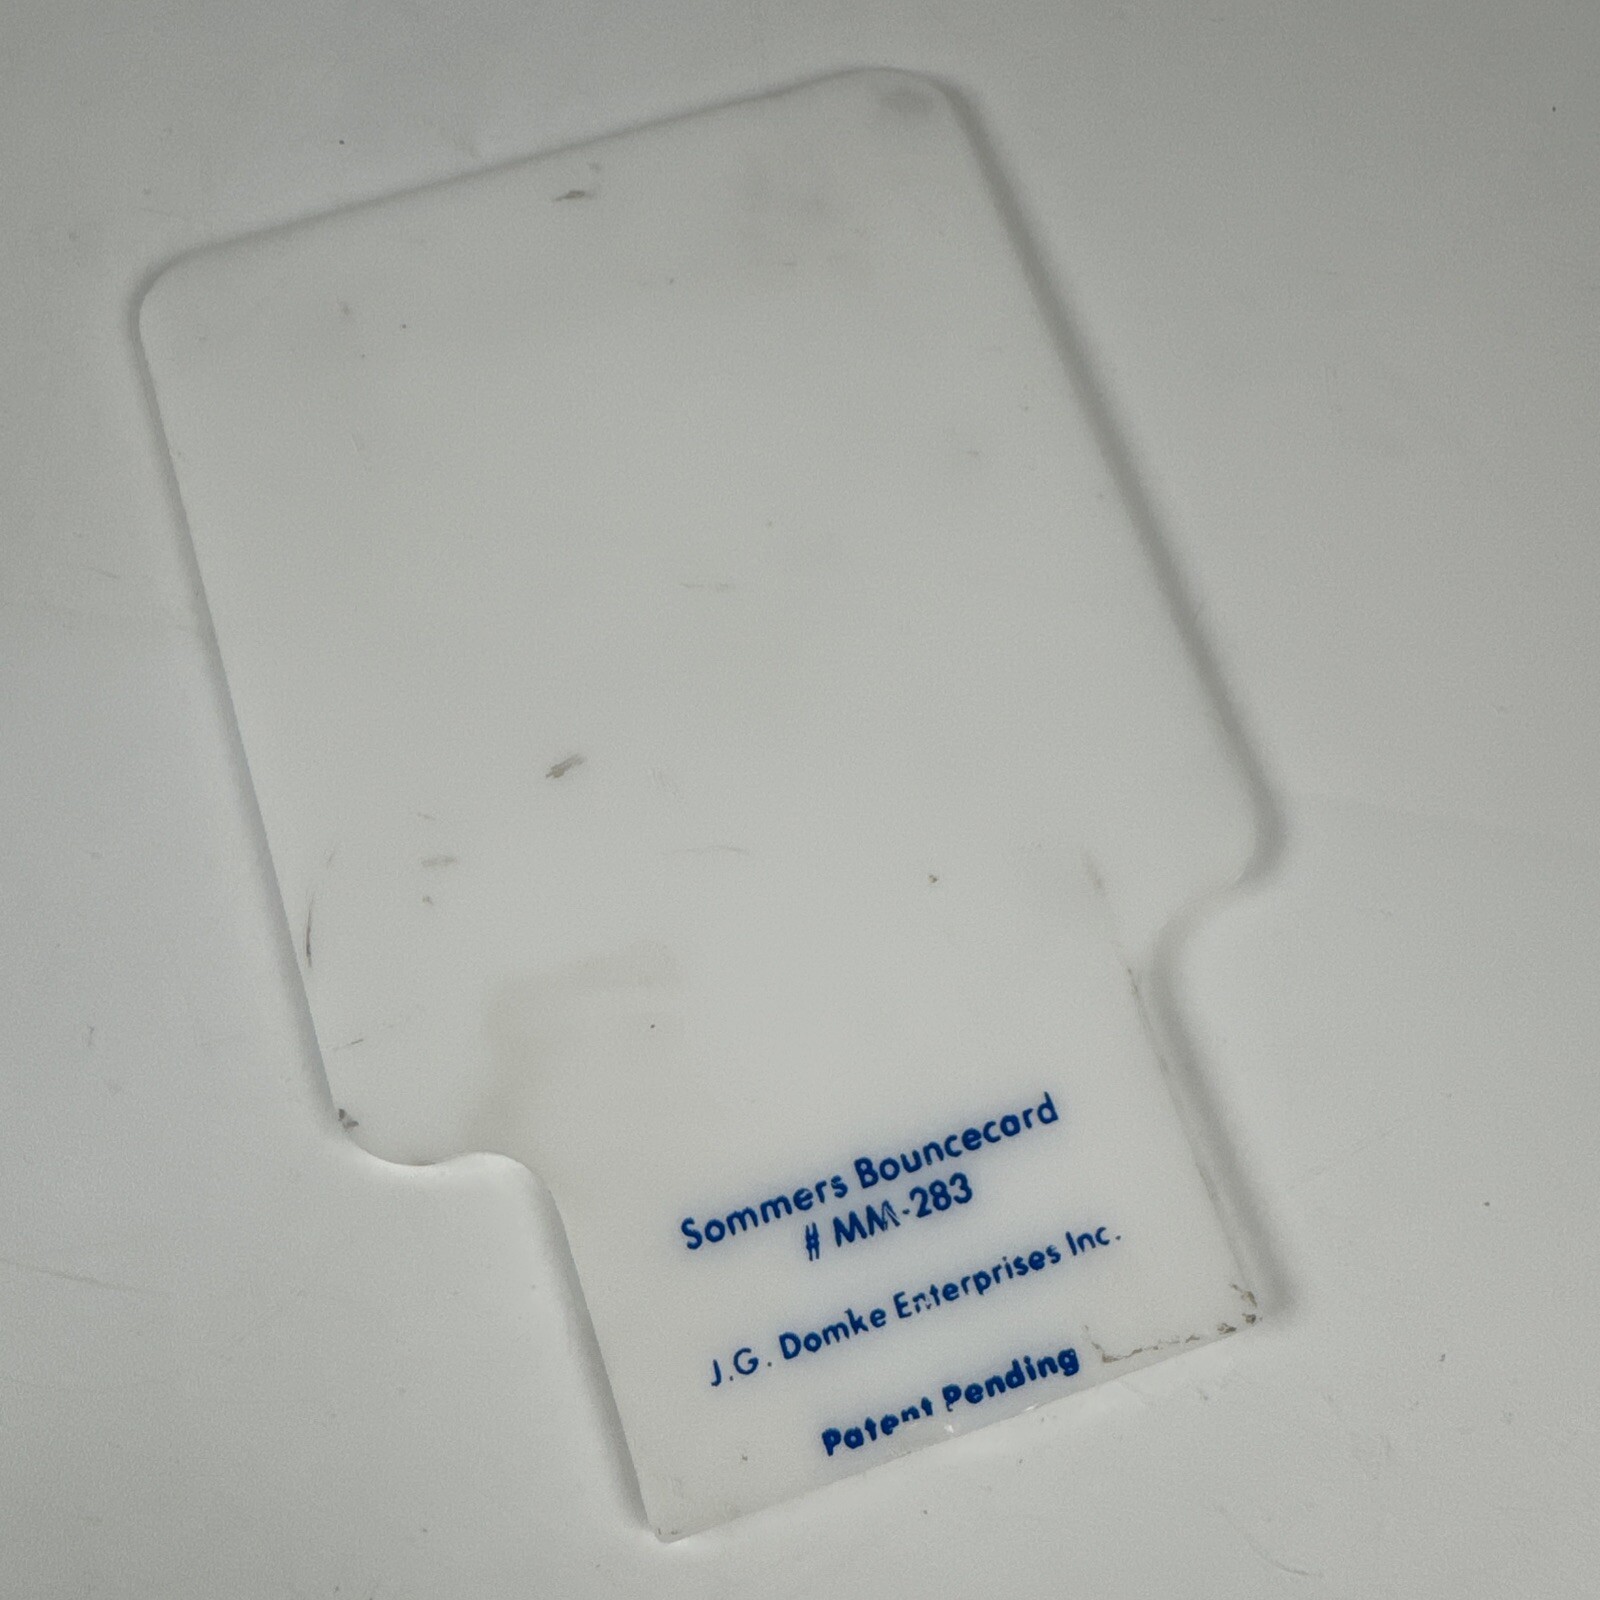 Sommers Bouncecard
# MM-283
J.G. Domke Enterprises Inc.
Patent Pending